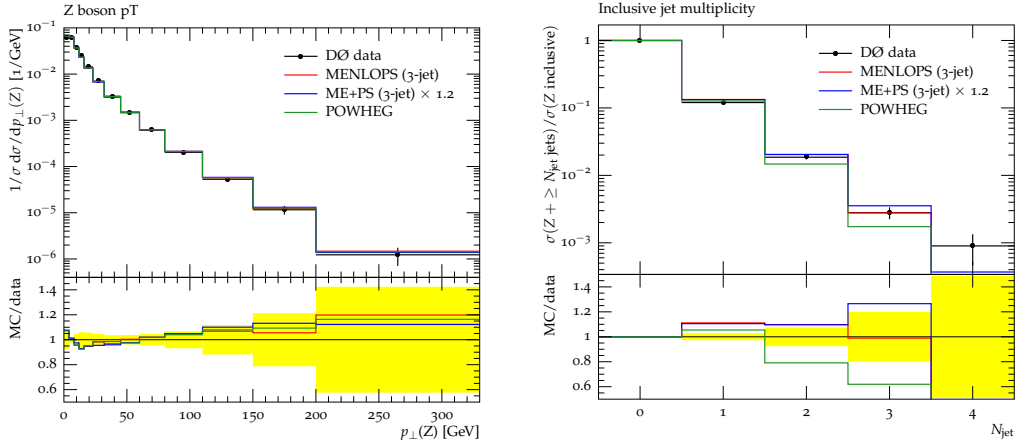 Z boson pT
DØ data
MENLOPS (3-jet)
ME+PS (3-jet) × 1.2
POWHEG
10^−1
10^−2
10^−3
10^−4
10^−5
10^−6
1/σ dσ/dp⊥(Z) [1/GeV]
1.4
1.2
1
0.8
0.6
MC/data
0 50 100 150 200 250 300
p⊥(Z) [GeV]
Inclusive jet multiplicity
DØ data
MENLOPS (3-jet)
ME+PS (3-jet) × 1.2
POWHEG
1
10^−1
10^−2
10^−3
σ(Z + ≥ N_jet jets)/σ(Z inclusive)
1.4
1.2
1
0.8
0.6
MC/data
0 1 2 3 4
N_jet